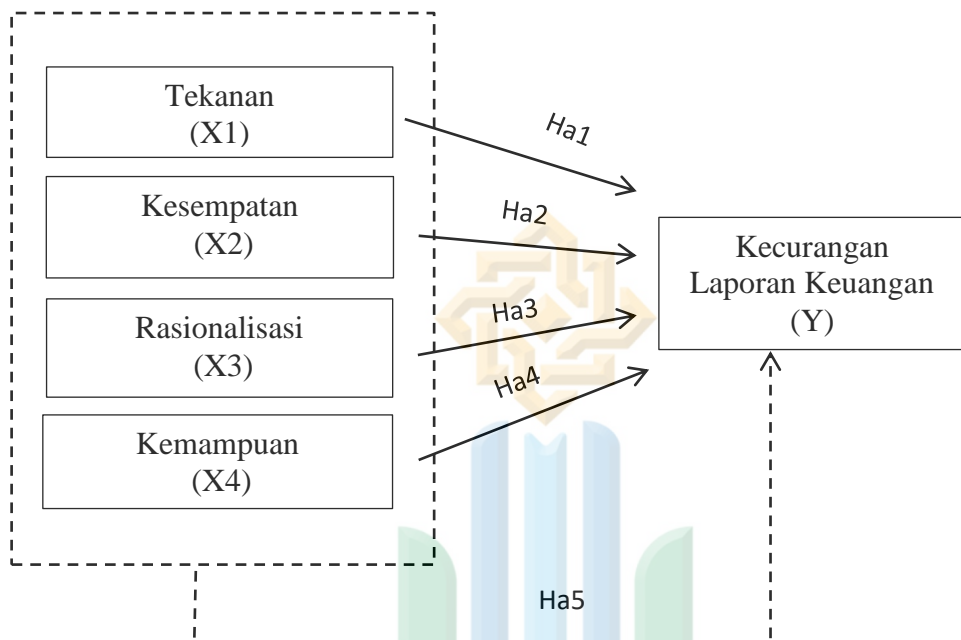 Tekanan
(X1)
Ha1
Kesempatan
(X2)
Ha2
Kecurangan
Laporan Keuangan
(Y)
Rasionalisasi
(X3)
Ha3
Ha4
Kemampuan
(X4)
Ha5